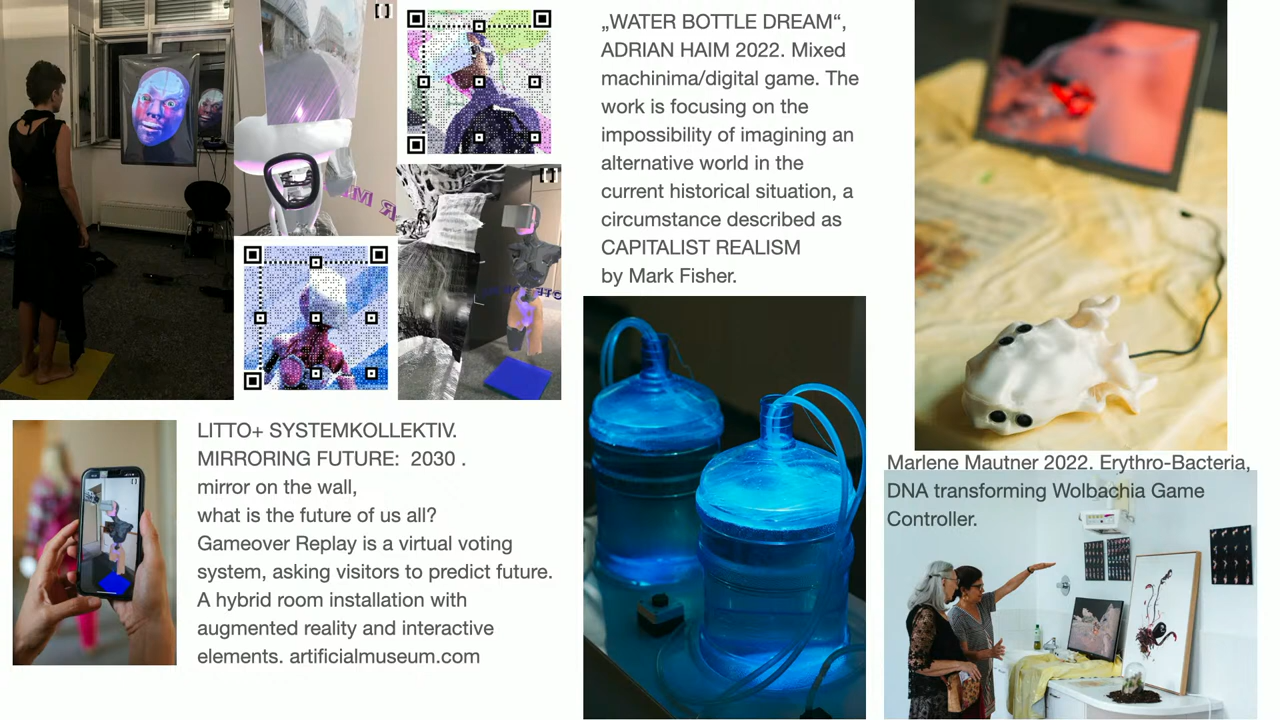 „WATER BOTTLE DREAM“,
ADRIAN HAIM 2022. Mixed
machinima/digital game. The
work is focusing on the
impossibility of imagining an
alternative world in the
current historical situation, a
circumstance described as
CAPITALIST REALISM
by Mark Fisher.
LITTO+ SYSTEMKOLLEKTIV.
MIRRORING FUTURE: 2030 .
mirror on the wall,
what is the future of us all?
Gameover Replay is a virtual voting
system, asking visitors to predict future.
A hybrid room installation with
augmented reality and interactive
elements. artificialmuseum.com
Marlene Mautner 2022. Erythro-Bacteria,
DNA transforming Wolbachia Game
Controller.